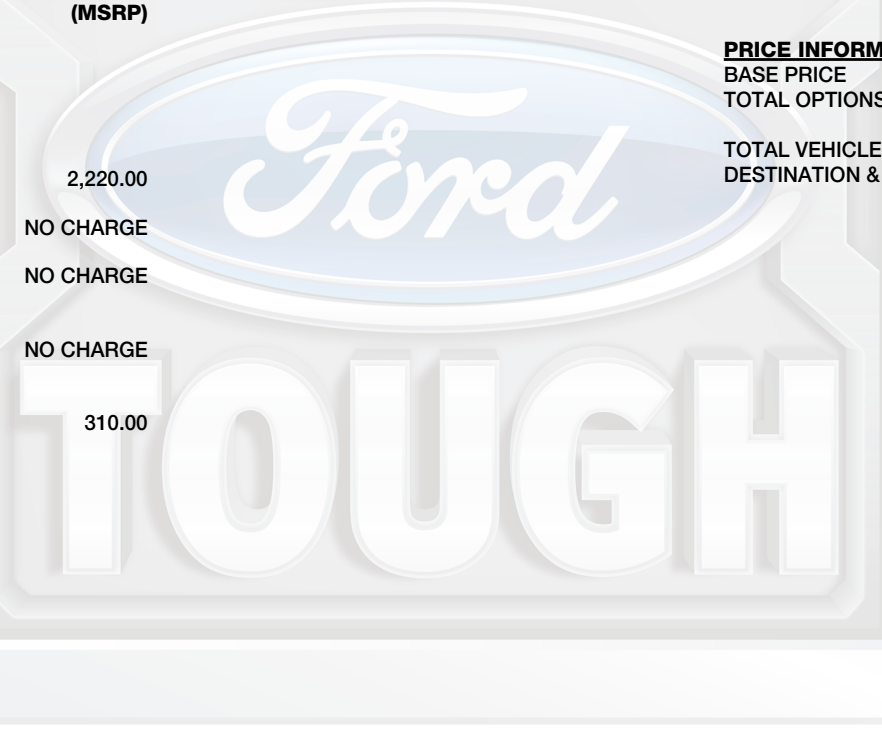 (MSRP)
2,220.00
NO CHARGE
NO CHARGE
NO CHARGE
310.00
PRICE INFORM
BASE PRICE
TOTAL OPTIONS
TOTAL VEHICLE
DESTINATION &
Ford
TOUGH